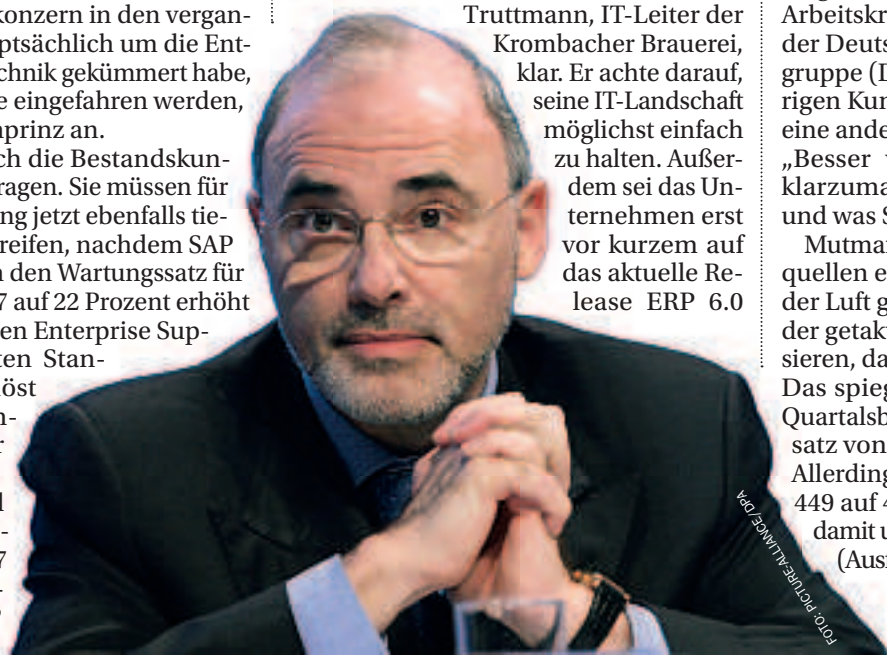 konzern in den vergan-
ptsächlich um die Ent-
chnik gekümmert habe,
e eingefahren werden,
nprinz an.
ch die Bestandskun-
ragen. Sie müssen für
ng jetzt ebenfalls tie-
reifen, nachdem SAP
n den Wartungssatz für
7 auf 22 Prozent erhöht
en Enterprise Sup-
ten Stan-
öst
n-
r
l
-
7
-
Truttmann, IT-Leiter der
Krombacher Brauerei,
klar. Er achte darauf,
seine IT-Landschaft
möglichst einfach
zu halten. Außer-
dem sei das Un-
ternehmen erst
vor kurzem auf
das aktuelle Re-
lease ERP 6.0
Arbeitskr
der Deuts
gruppe (D
rigen Kur
eine ande
„Besser
klarzuma
und was S
Mutmaß
quellen e
der Luft g
der getak
sieren, da
Das spieg
Quartalsb
satz von
Allerding
449 auf 4
damit u
(Aus
FOTO: PICTURE-ALLIANCE/DPA